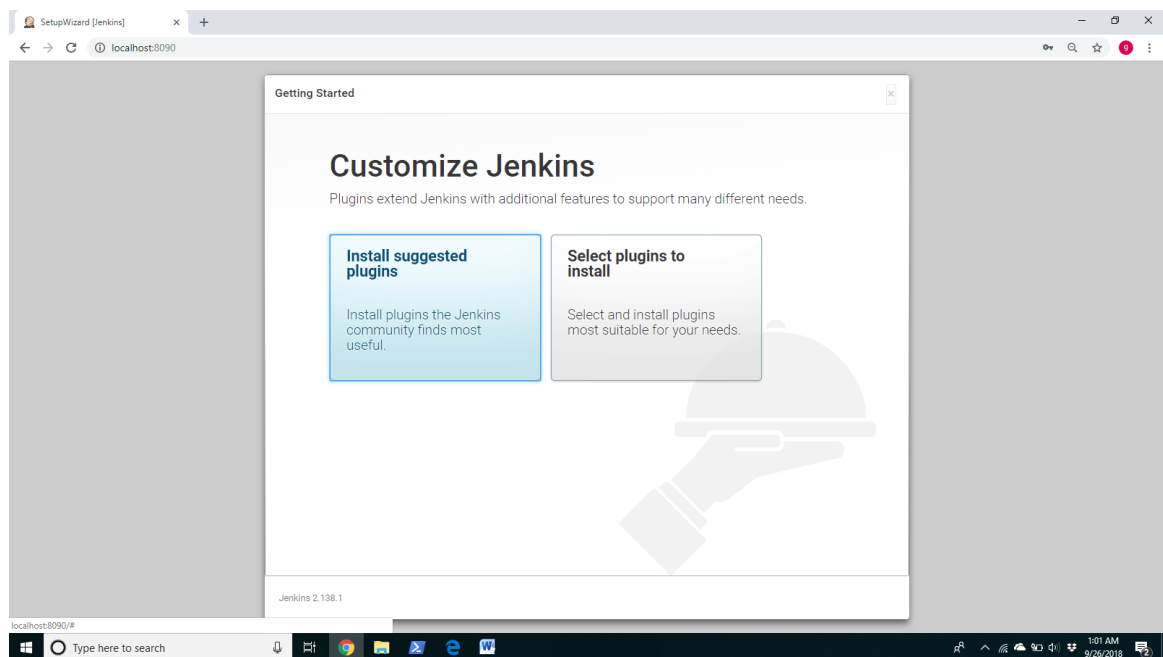 SetupWizard [Jenkins]
localhost:8090
9
Getting Started
Customize Jenkins
Plugins extend Jenkins with additional features to support many different needs.
Install suggested
plugins
Install plugins the Jenkins
community finds most
useful.
Select plugins to
install
Select and install plugins
most suitable for your needs.
Jenkins 2.138.1
localhost:8090/#
Type here to search
1:01 AM
9/26/2018
2